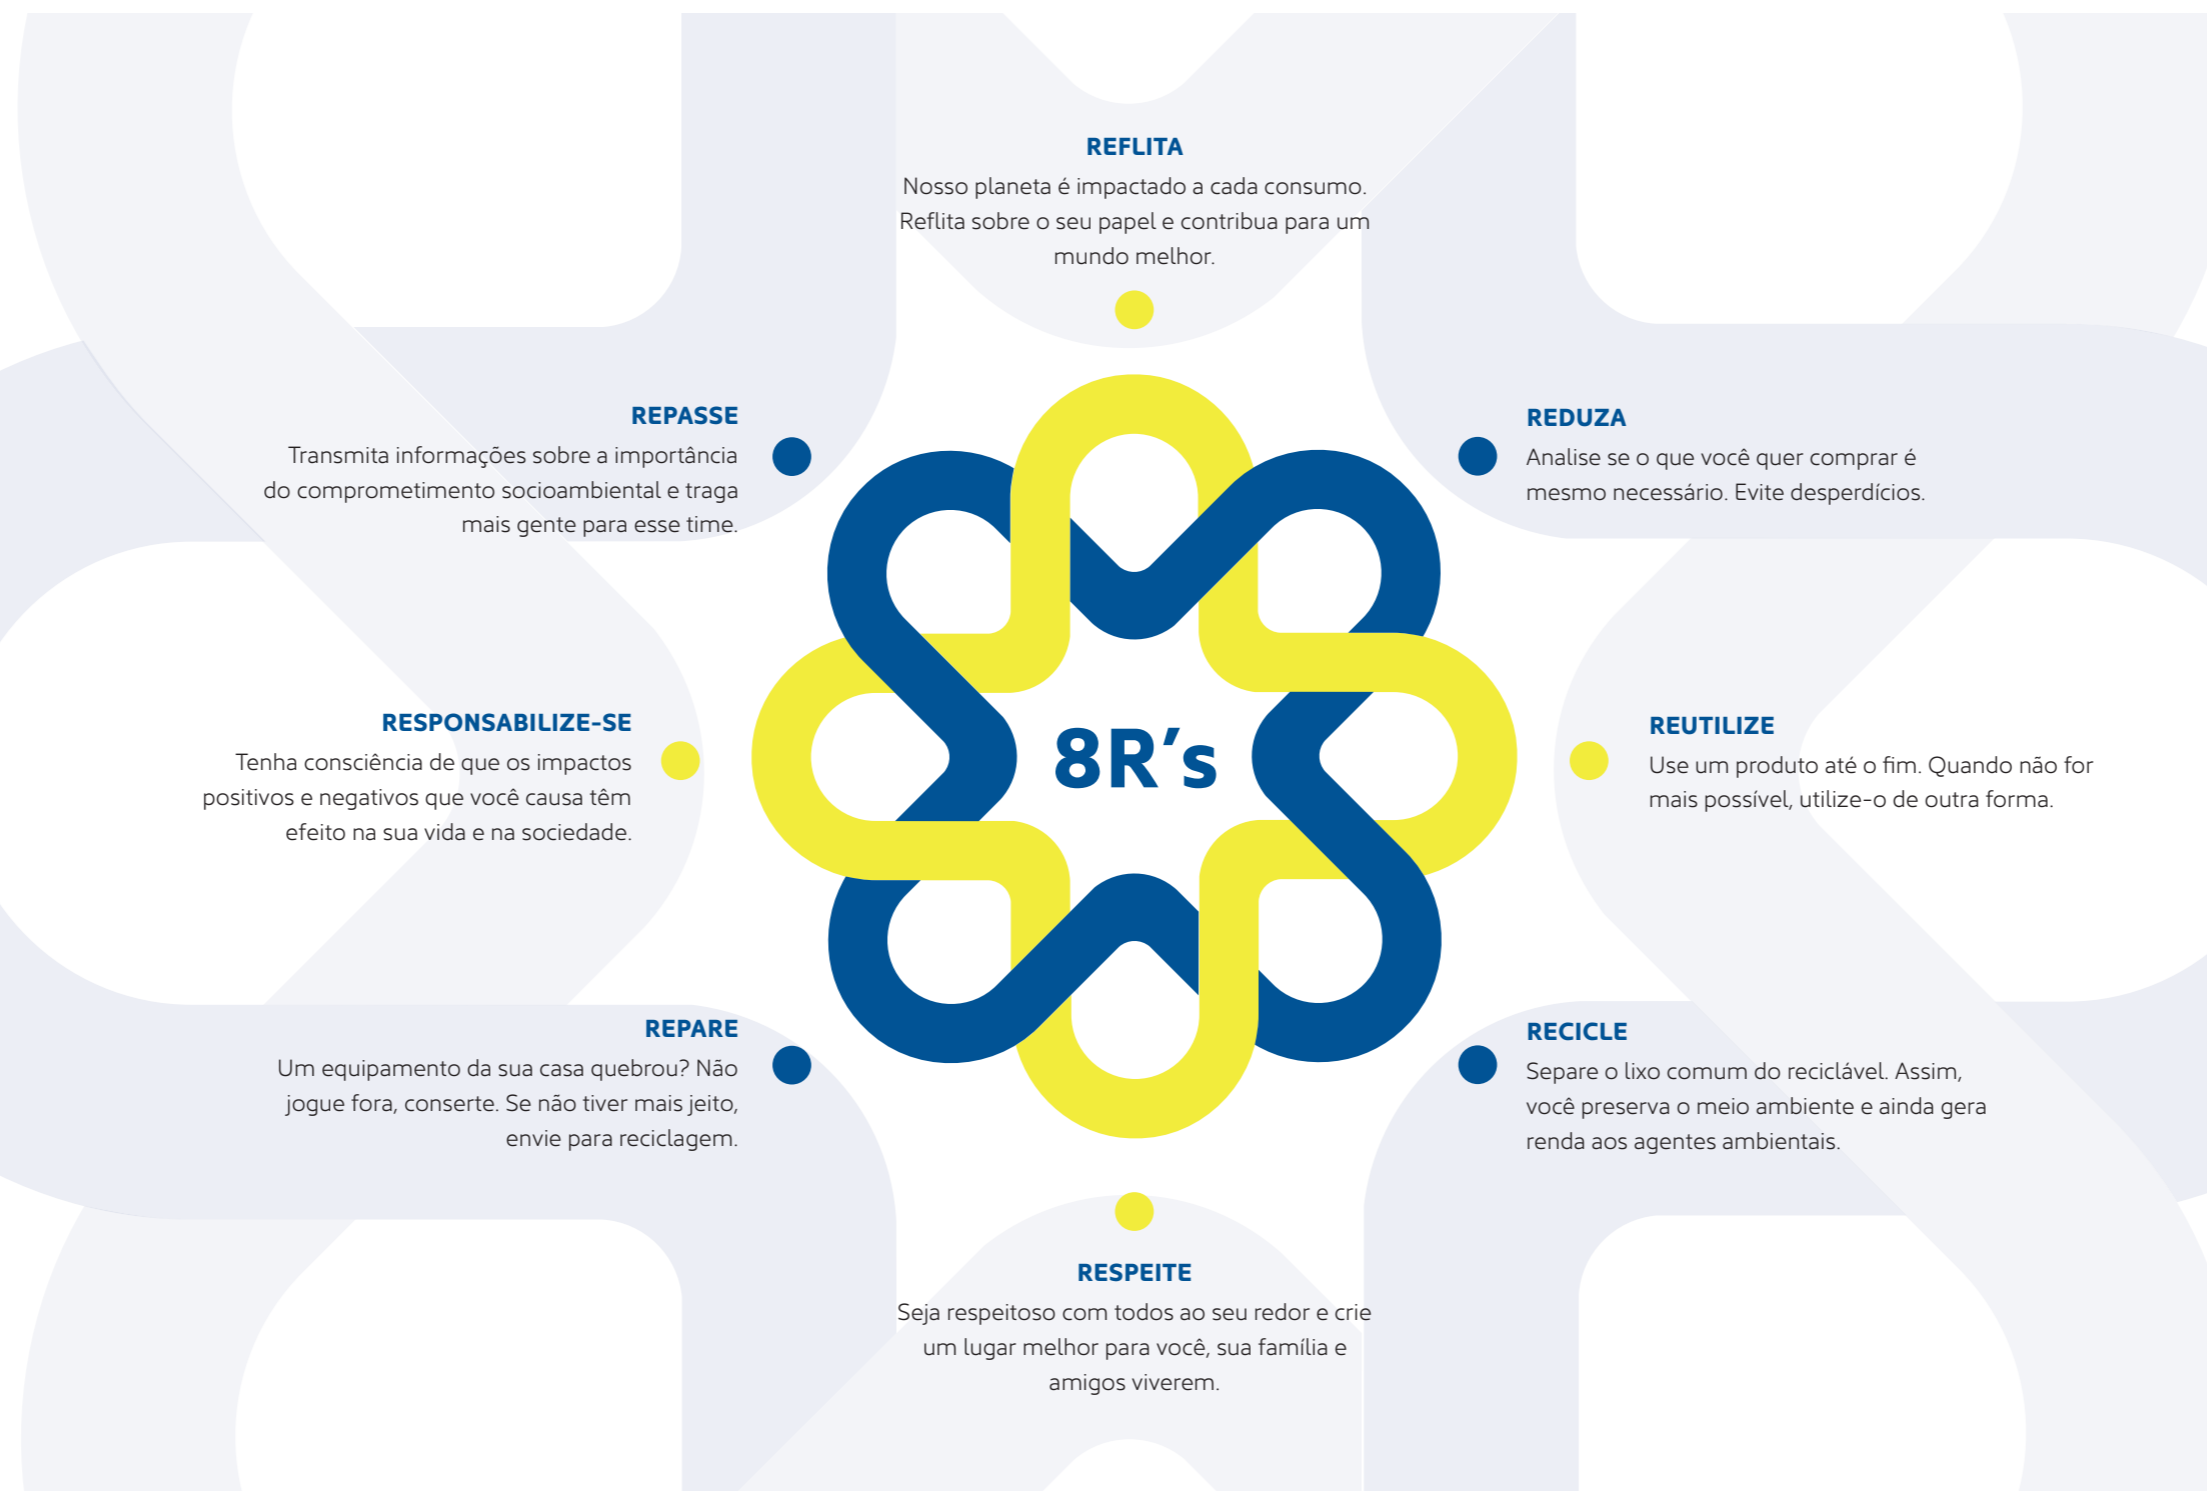 REFLITA
Nosso planeta é impactado a cada consumo.
Reflita sobre o seu papel e contribua para um
mundo melhor.
REPASSE
Transmita informações sobre a importância
do comprometimento socioambiental e traga
mais gente para esse time.
REDUZA
Analise se o que você quer comprar é
mesmo necessário. Evite desperdícios.
RESPONSABILIZE-SE
Tenha consciência de que os impactos
positivos e negativos que você causa têm
efeito na sua vida e na sociedade.
8R’s
REUTILIZE
Use um produto até o fim. Quando não for
mais possível, utilize-o de outra forma.
REPARE
Um equipamento da sua casa quebrou? Não
jogue fora, conserte. Se não tiver mais jeito,
envie para reciclagem.
RECICLE
Separe o lixo comum do reciclável. Assim,
você preserva o meio ambiente e ainda gera
renda aos agentes ambientais.
RESPEITE
Seja respeitoso com todos ao seu redor e crie
um lugar melhor para você, sua família e
amigos viverem.